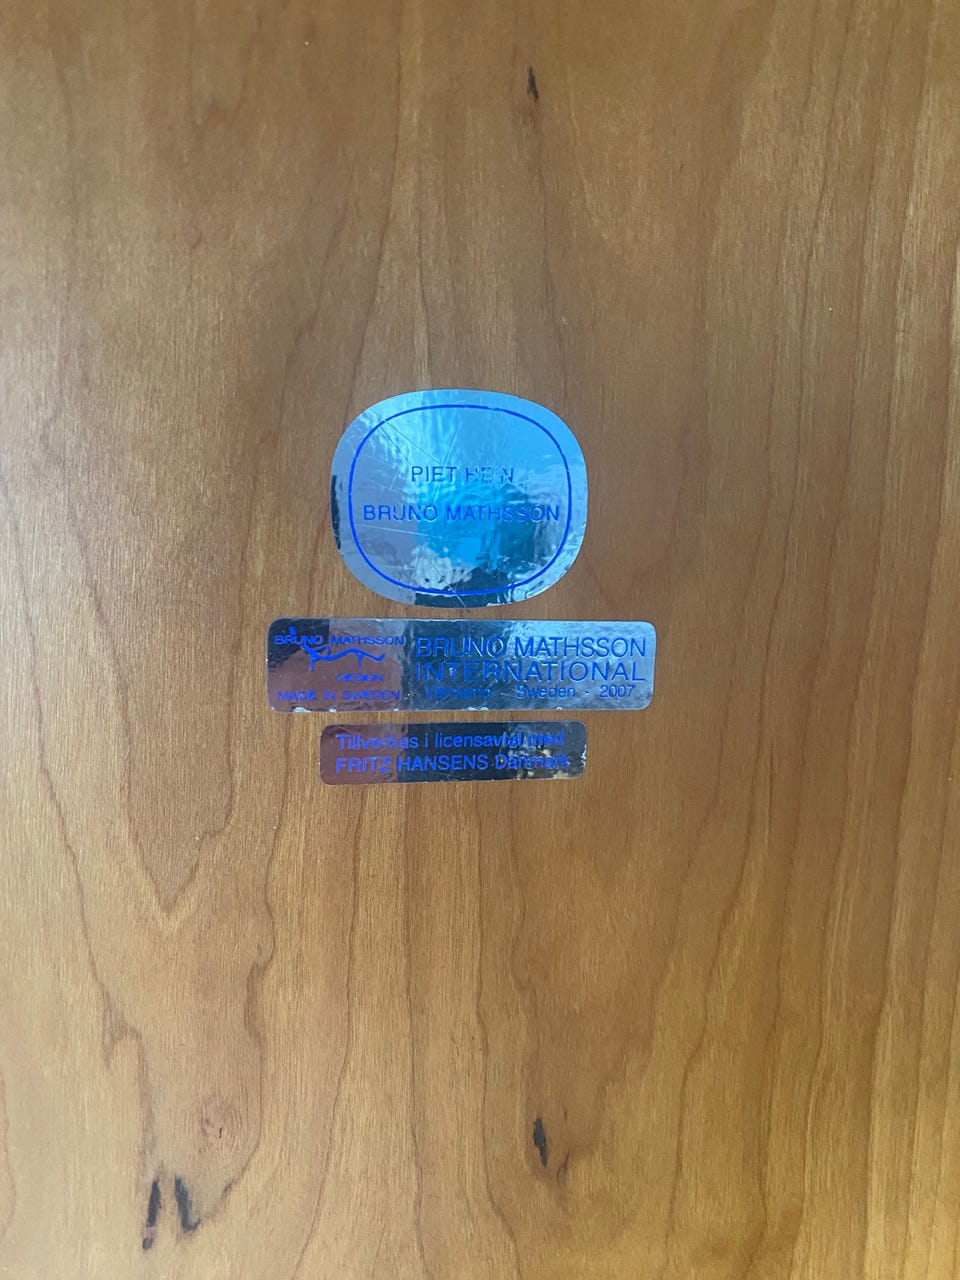 PIET HEIN
BRUNO MATHSSON
BRUNO MATHSSON
DESIGN
MADE IN SWEDEN
BRUNO MATHSSON
INTERNATIONAL
Värnamo - Sweden - 2007
Tillverkas i licensavtal med
FRITZ HANSENS Danmark